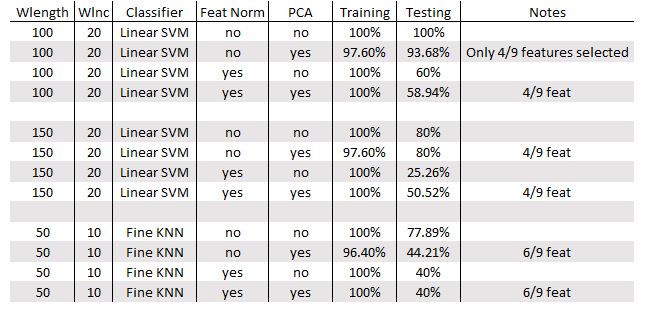 Wlength WInc Classifier Feat Norm PCA Training Testing Notes
100 20 Linear SVM no no 100% 100%
100 20 Linear SVM no yes 97.60% 93.68% Only 4/9 features selected
100 20 Linear SVM yes no 100% 60%
100 20 Linear SVM yes yes 100% 58.94% 4/9 feat
150 20 Linear SVM no no 100% 80%
150 20 Linear SVM no yes 97.60% 80% 4/9 feat
150 20 Linear SVM yes no 100% 25.26%
150 20 Linear SVM yes yes 100% 50.52% 4/9 feat
50 10 Fine KNN no no 100% 77.89%
50 10 Fine KNN no yes 96.40% 44.21% 6/9 feat
50 10 Fine KNN yes no 100% 40%
50 10 Fine KNN yes yes 100% 40% 6/9 feat